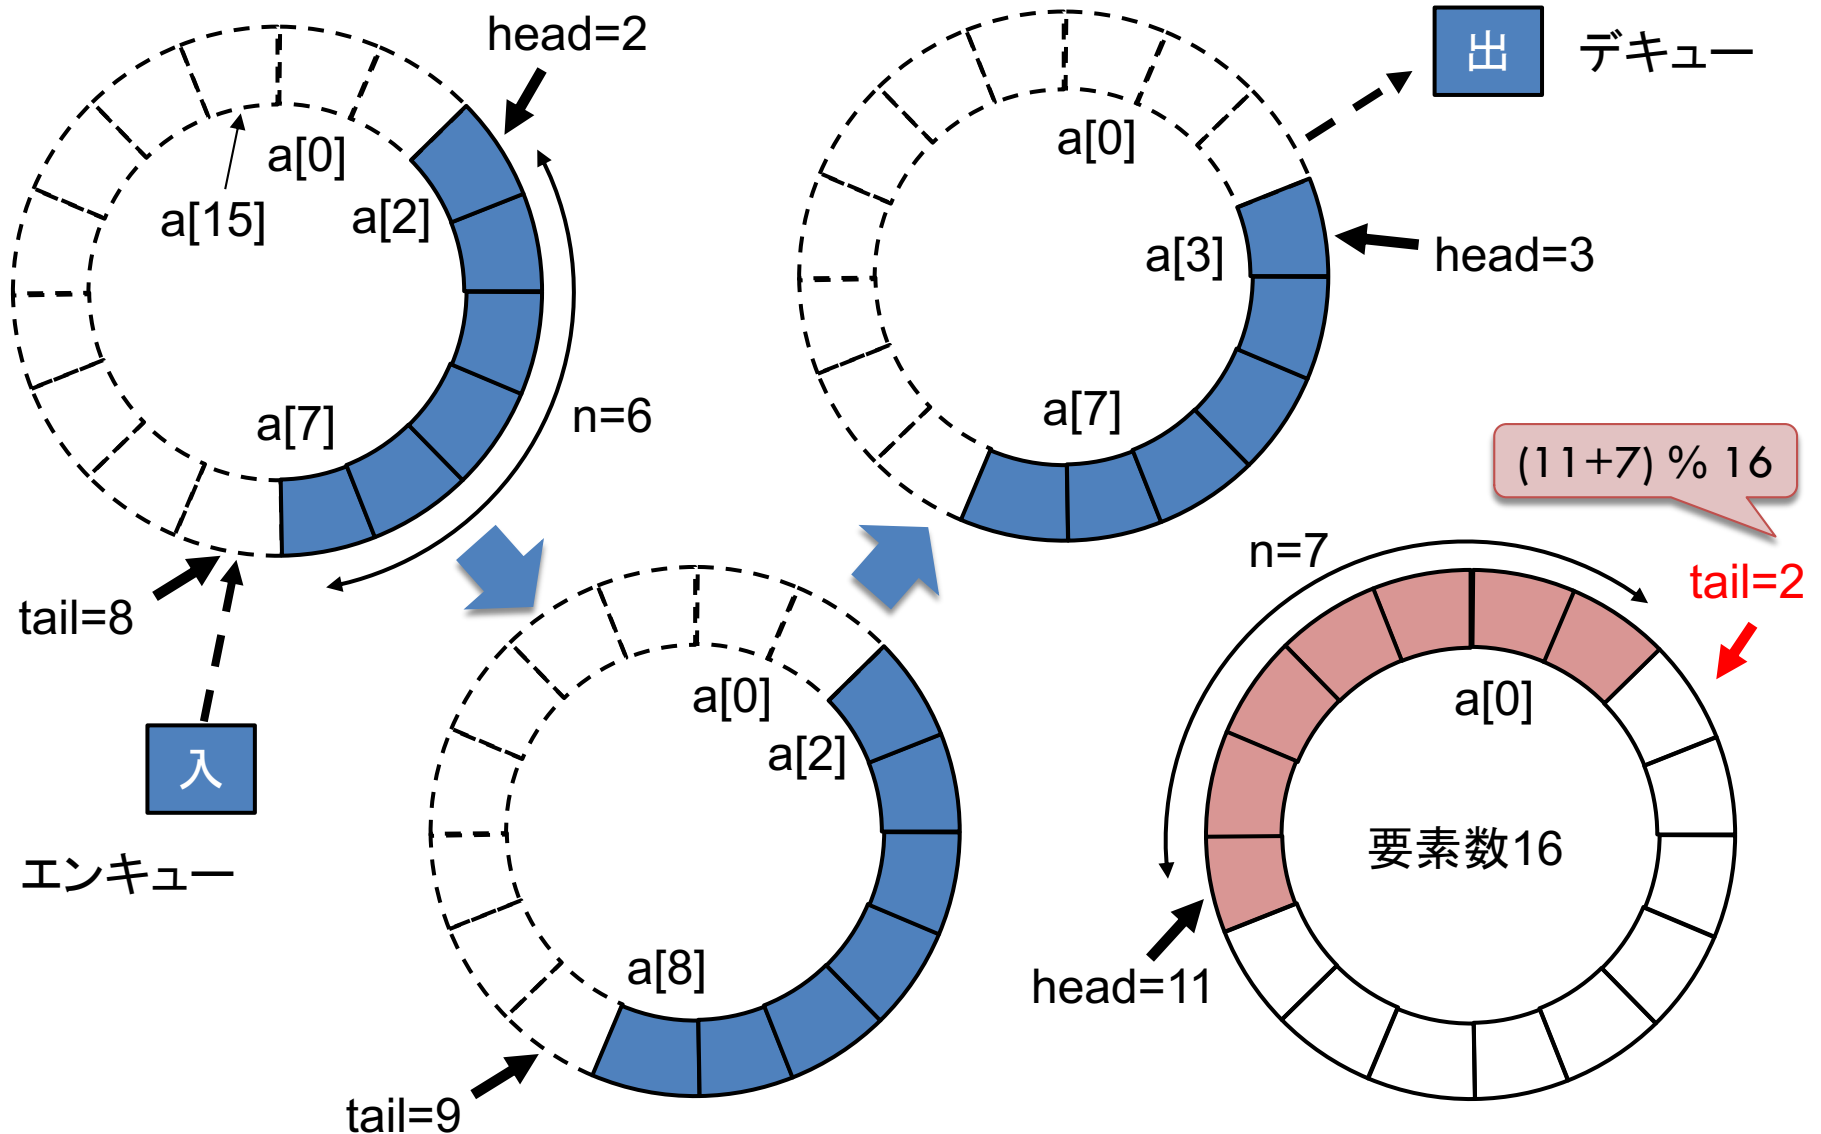 head=2
a[0]
a[15]
a[2]
a[7]
n=6
tail=8
入
エンキュー
a[0]
a[2]
a[8]
tail=9
出
デキュー
a[0]
a[3]
head=3
a[7]
(11+7) % 16
n=7
tail=2
a[0]
要素数16
head=11